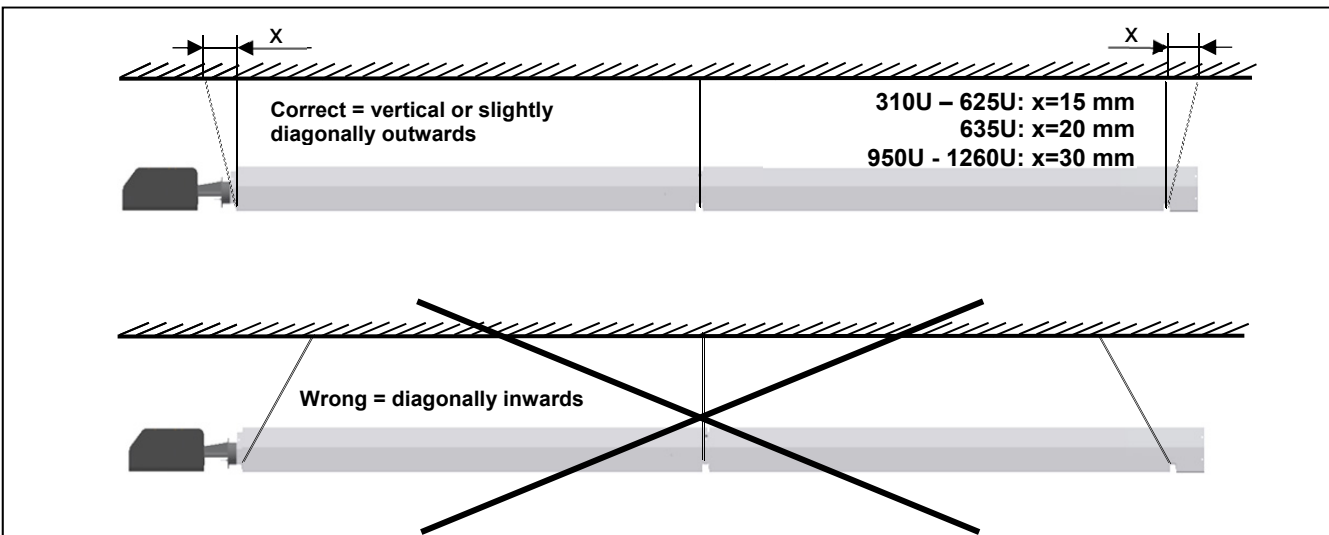 X
X
Correct = vertical or slightly
diagonally outwards
310U – 625U: x=15 mm
635U: x=20 mm
950U - 1260U: x=30 mm
Wrong = diagonally inwards